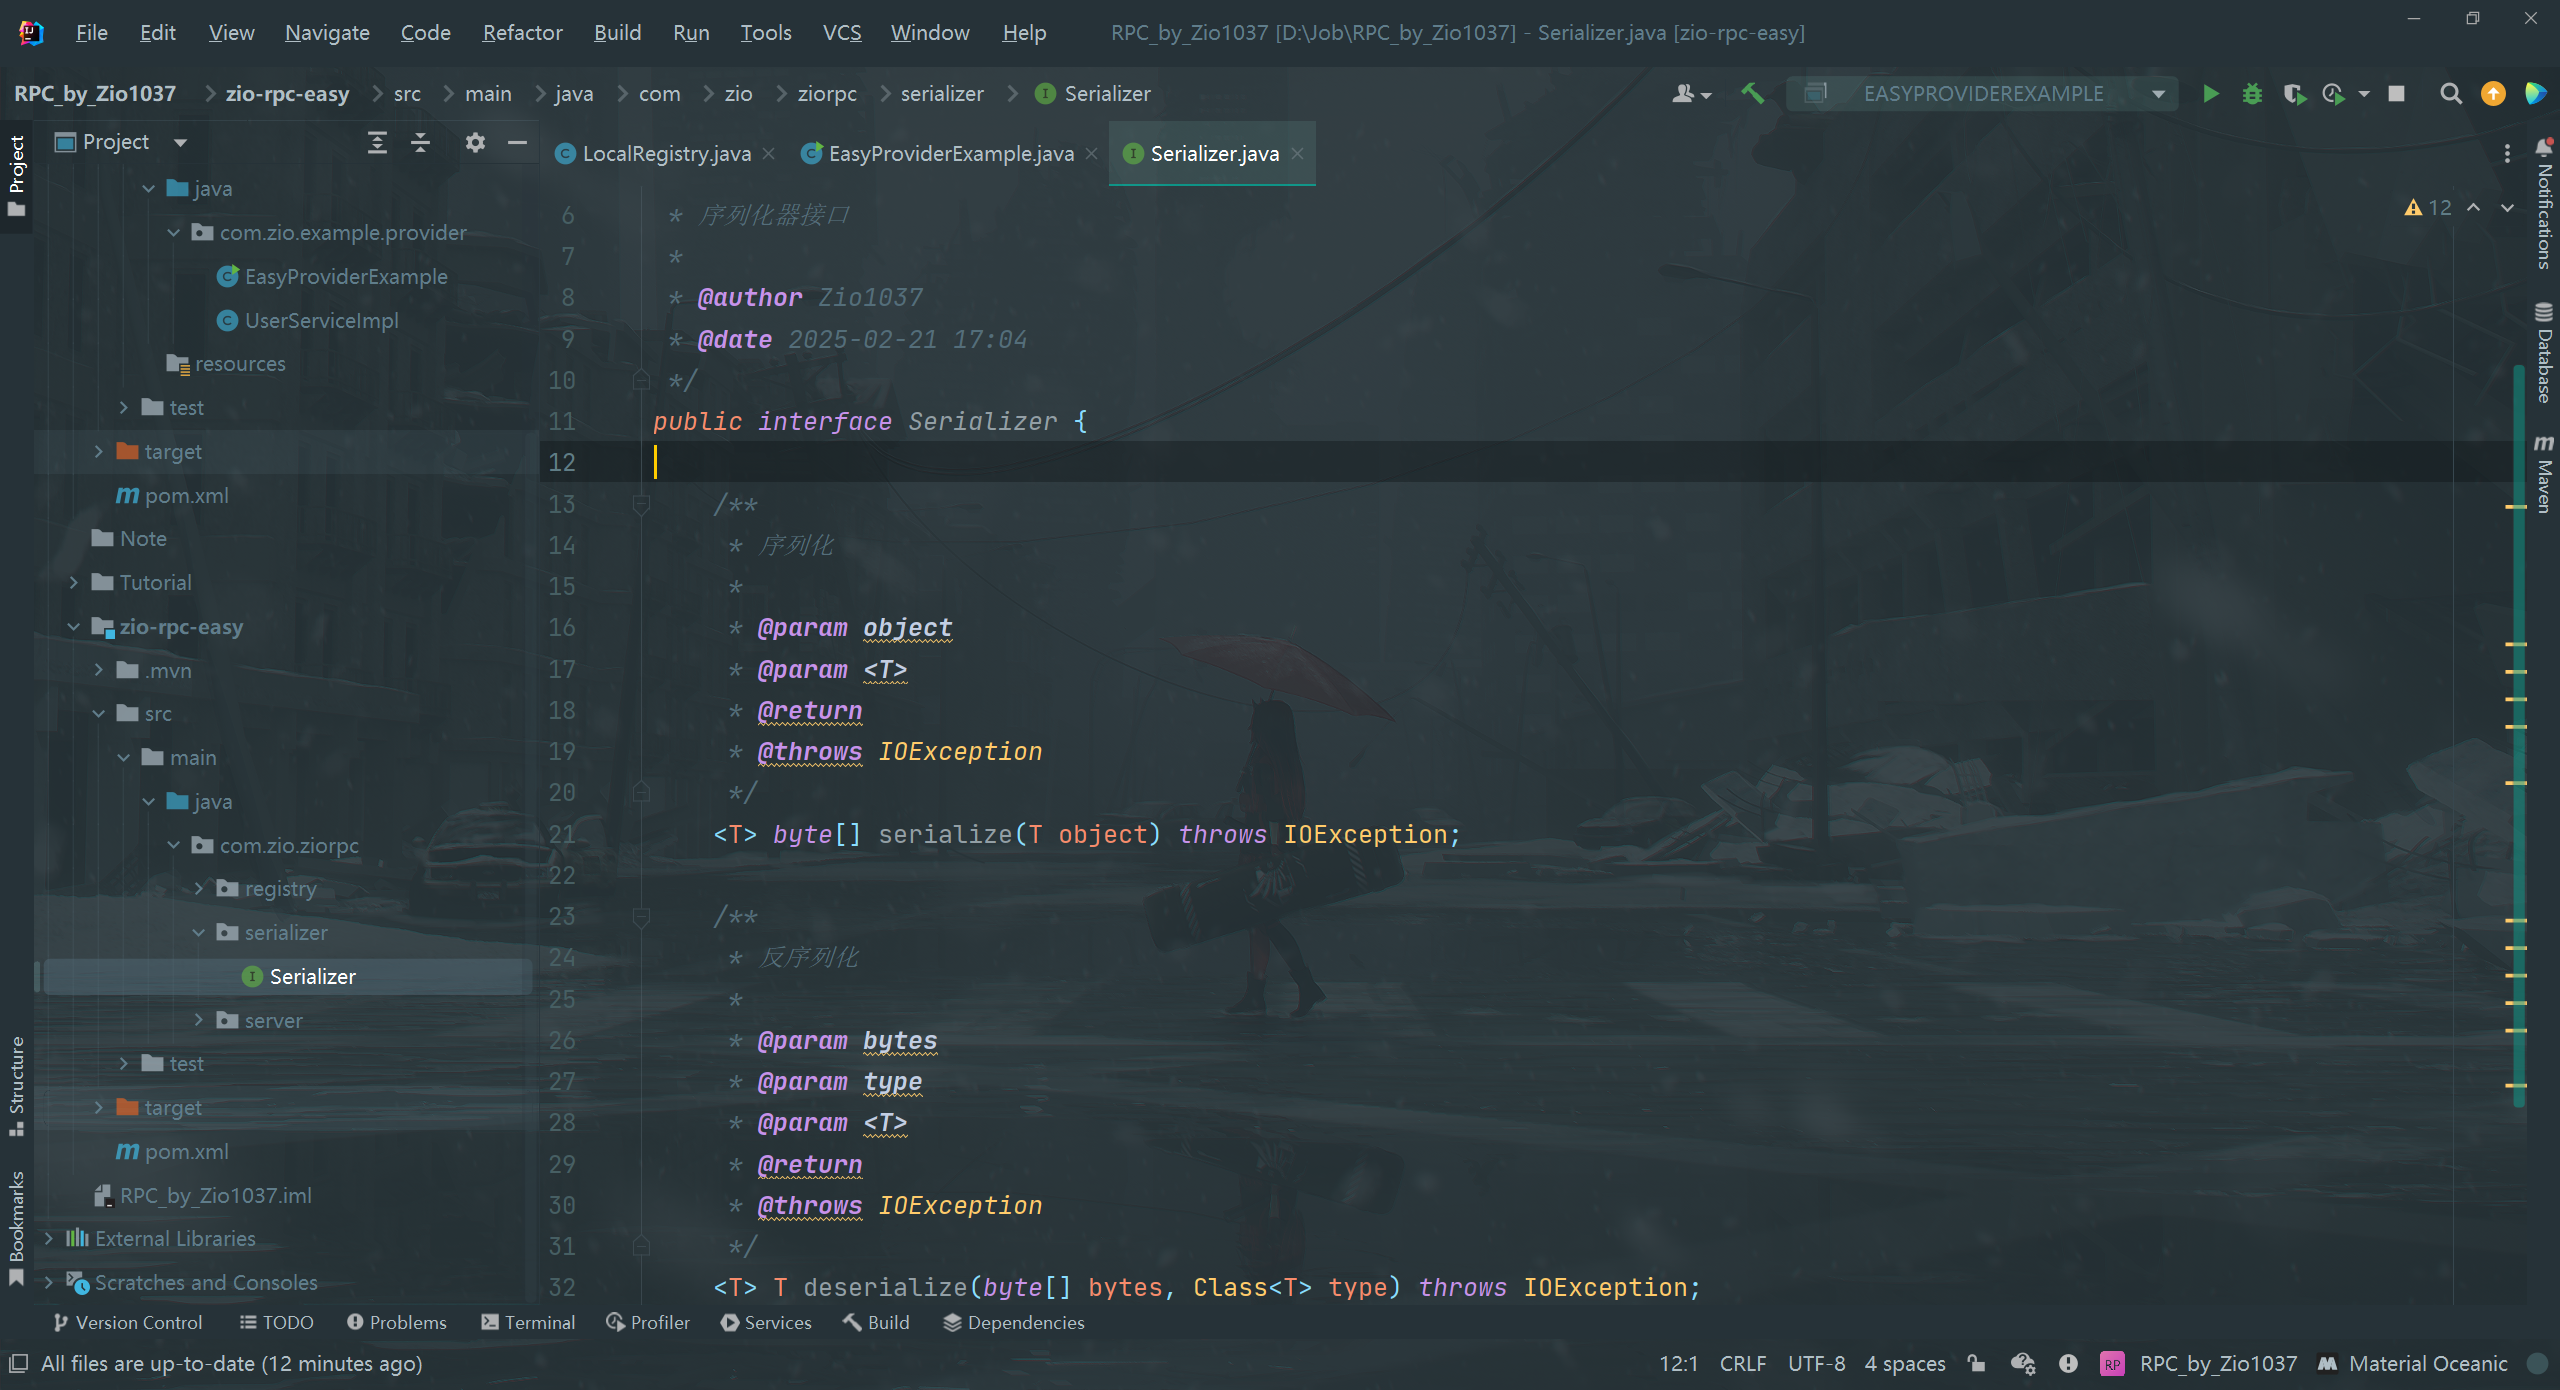 File Edit View Navigate Code Refactor Build Run Tools VCS Window Help RPC_by_Zio1037 [D:\Job\RPC_by_Zio1037] - Serializer.java [zio-rpc-easy]
RPC_by_Zio1037 zio-rpc-easy src main java com zio ziorpc serializer Serializer EASYPROVIDEREXAMPLE
Project
Project
java
com.zio.example.provider
EasyProviderExample
UserServiceImpl
resources
test
target
pom.xml
Note
Tutorial
zio-rpc-easy
.mvn
src
main
java
com.zio.ziorpc
registry
serializer
Serializer
server
test
target
pom.xml
RPC_by_Zio1037.iml
External Libraries
Scratches and Consoles
Structure
Bookmarks
LocalRegistry.java EasyProviderExample.java Serializer.java
12
6 * 序列化器接口
7 *
8 * @author Zio1037
9 * @date 2025-02-21 17:04
10 */
11 public interface Serializer {
12
13 /**
14 * 序列化
15 *
16 * @param object
17 * @param <T>
18 * @return
19 * @throws IOException
20 */
21 <T> byte[] serialize(T object) throws IOException;
22
23 /**
24 * 反序列化
25 *
26 * @param bytes
27 * @param type
28 * @param <T>
29 * @return
30 * @throws IOException
31 */
32 <T> T deserialize(byte[] bytes, Class<T> type) throws IOException;
Notifications
Database
Maven
Version Control TODO Problems Terminal Profiler Services Build Dependencies
All files are up-to-date (12 minutes ago) 12:1 CRLF UTF-8 4 spaces RP RPC_by_Zio1037 Material Oceanic